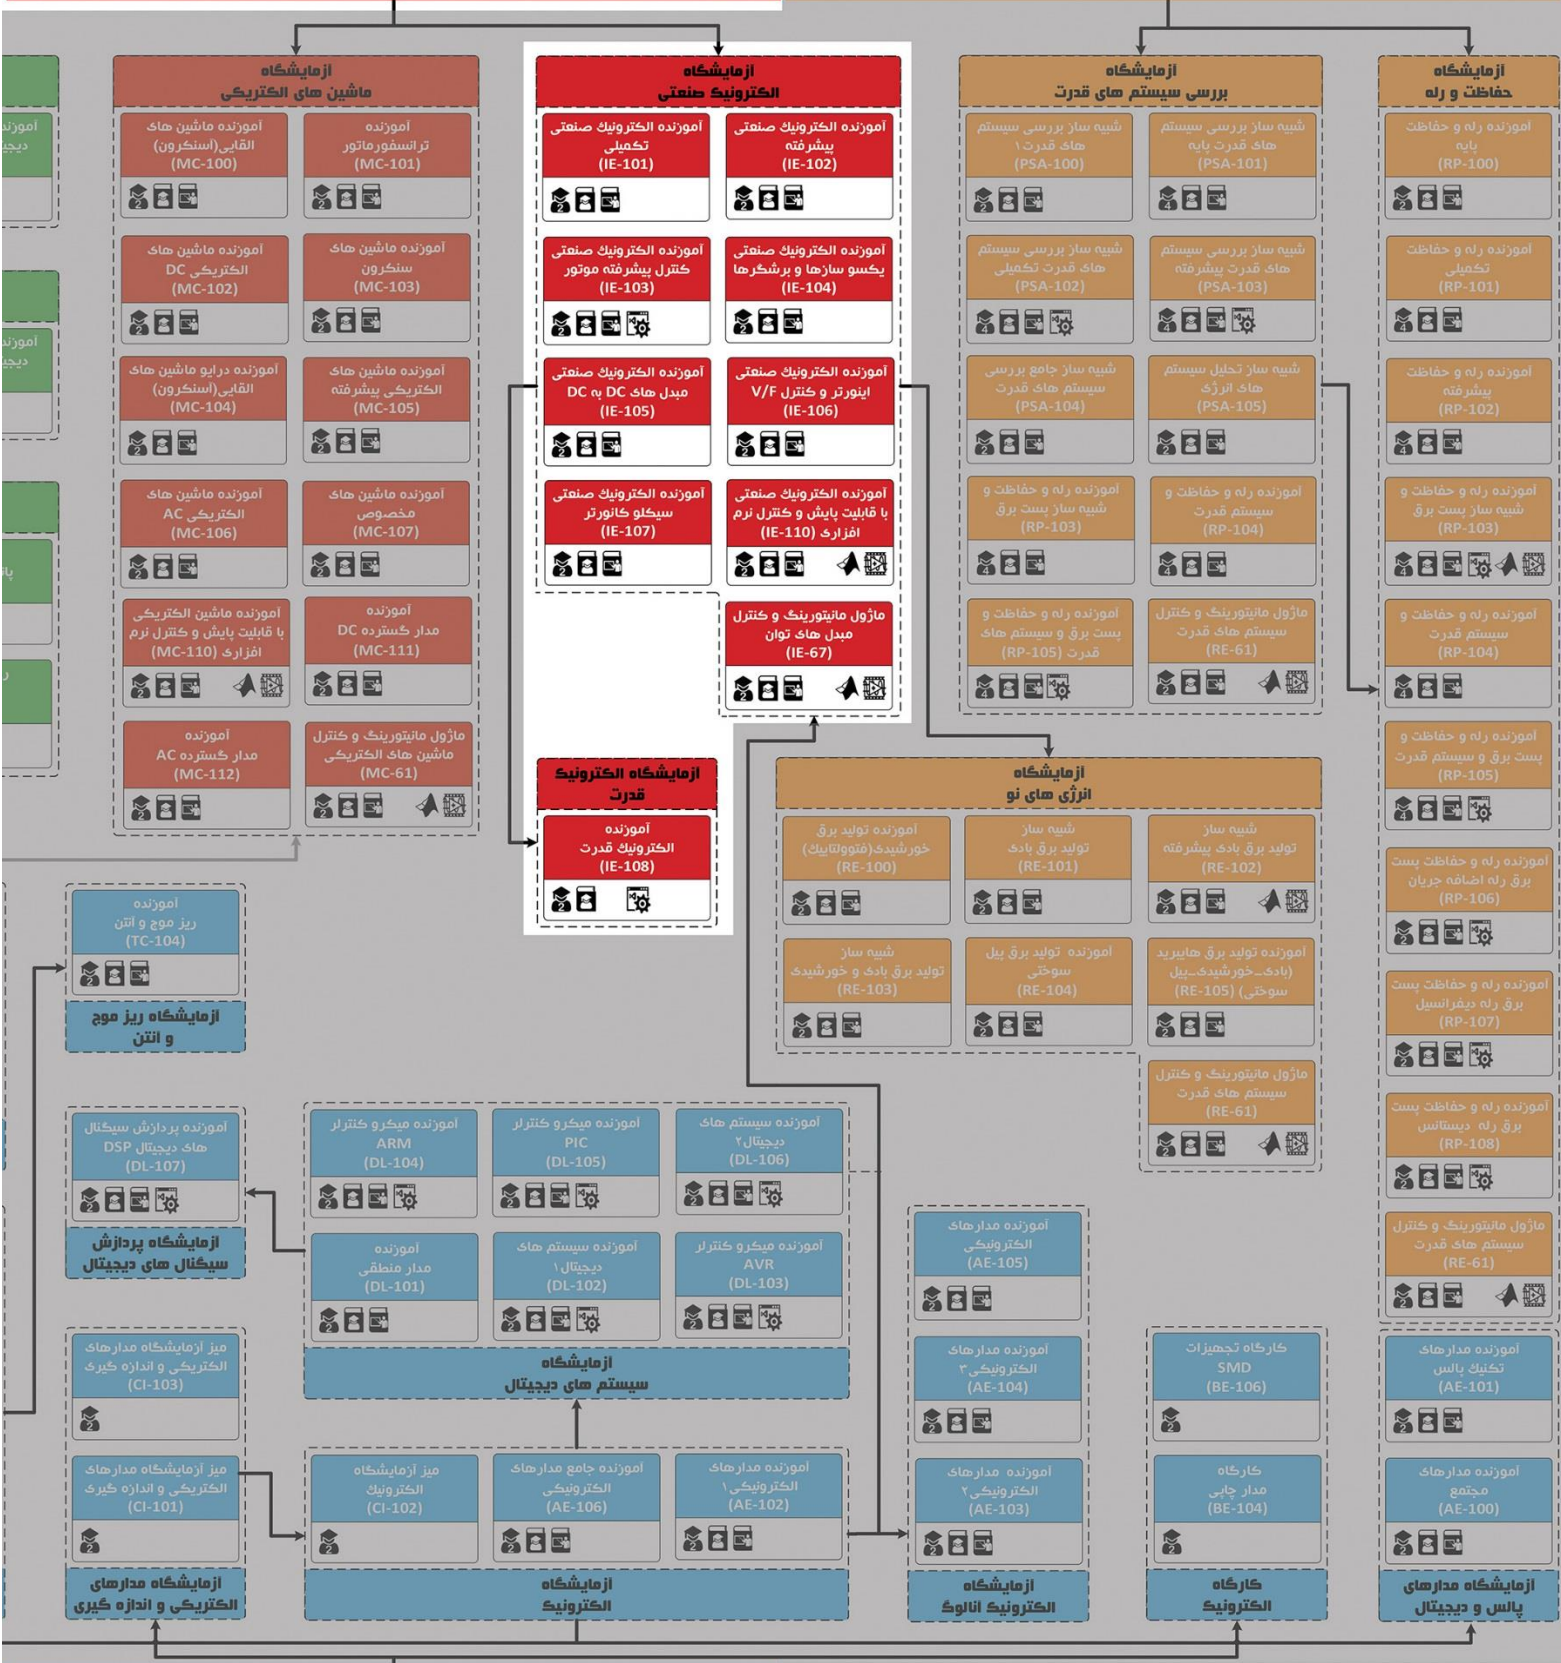 آزمایشگاه
ماشین های الکتریکی
آموزنده ماشین های
القایی(آسنکرون)
(MC-100)
آموزنده
ترانسفورماتور
(MC-101)
آموزنده ماشین های
الکتریکی DC
(MC-102)
آموزنده ماشین های
سنکرون
(MC-103)
آموزنده درایو ماشین های
القایی(آسنکرون)
(MC-104)
آموزنده ماشین های
الکتریکی پیشرفته
(MC-105)
آموزنده ماشین های
الکتریکی AC
(MC-106)
آموزنده ماشین های
مخصوص
(MC-107)
آموزنده ماشین الکتریکی
با قابلیت پایش و کنترل نرم
افزاری (MC-110)
آموزنده
مدار گسترده DC
(MC-111)
آموزنده
مدار گسترده AC
(MC-112)
ماژول مانیتورینگ و کنترل
ماشین های الکتریکی
(MC-61)
آزمایشگاه
الکترونیک صنعتی
آموزنده الکترونیك صنعتی
تکمیلی
(IE-101)
آموزنده الکترونیك صنعتی
پیشرفته
(IE-102)
آموزنده الکترونیك صنعتی
کنترل پیشرفته موتور
(IE-103)
آموزنده الکترونیك صنعتی
یکسو سازها و برشگرها
(IE-104)
آموزنده الکترونیك صنعتی
مبدل های DC به DC
(IE-105)
آموزنده الکترونیك صنعتی
اینورتر و کنترل V/F
(IE-106)
آموزنده الکترونیك صنعتی
سیکلو کانورتر
(IE-107)
آموزنده الکترونیك صنعتی
با قابلیت پایش و کنترل نرم
افزاری (IE-110)
ماژول مانیتورینگ و کنترل
مبدل های توان
(IE-67)
آزمایشگاه الکترونیک
قدرت
آموزنده
الکترونیك قدرت
(IE-108)
آزمایشگاه
بررسی سیستم های قدرت
شبیه ساز بررسی سیستم
های قدرت ۱
(PSA-100)
شبیه ساز بررسی سیستم
های قدرت پایه
(PSA-101)
شبیه ساز بررسی سیستم
های قدرت تکمیلی
(PSA-102)
شبیه ساز بررسی سیستم
های قدرت پیشرفته
(PSA-103)
شبیه ساز جامع بررسی
سیستم های قدرت
(PSA-104)
شبیه ساز تحلیل سیستم
های انرژی
(PSA-105)
آموزنده رله و حفاظت و
شبیه ساز پست برق
(RP-103)
آموزنده رله و حفاظت و
سیستم قدرت
(RP-104)
آموزنده رله و حفاظت و
پست برق و سیستم های
قدرت (RP-105)
ماژول مانیتورینگ و کنترل
سیستم های قدرت
(RE-61)
آزمایشگاه
حفاظت و رله
آموزنده رله و حفاظت
پایه
(RP-100)
آموزنده رله و حفاظت
تکمیلی
(RP-101)
آموزنده رله و حفاظت
پیشرفته
(RP-102)
آموزنده رله و حفاظت و
شبیه ساز پست برق
(RP-103)
آموزنده رله و حفاظت و
سیستم قدرت
(RP-104)
آموزنده رله و حفاظت و
پست برق و سیستم قدرت
(RP-105)
آموزنده رله و حفاظت پست
برق رله اضافه جریان
(RP-106)
آموزنده رله و حفاظت پست
برق رله دیفرانسیل
(RP-107)
آموزنده رله و حفاظت پست
برق رله دیستانس
(RP-108)
ماژول مانیتورینگ و کنترل
سیستم های قدرت
(RE-61)
آزمایشگاه
انرژی های نو
آموزنده تولید برق
خورشیدی(فتوولتاییك)
(RE-100)
شبیه ساز
تولید برق بادی
(RE-101)
شبیه ساز
تولید برق بادی پیشرفته
(RE-102)
شبیه ساز
تولید برق بادی و خورشیدی
(RE-103)
آموزنده تولید برق پیل
سوختی
(RE-104)
آموزنده تولید برق هایبرید
(بادی_خورشیدی_پیل
سوختی) (RE-105)
ماژول مانیتورینگ و کنترل
سیستم های قدرت
(RE-61)
آموزنده
ریز موج و آنتن
(TC-104)
آزمایشگاه ریز موج
و آنتن
آموزنده پردازش سیگنال
های دیجیتال DSP
(DL-107)
آزمایشگاه پردازش
سیگنال های دیجیتال
آموزنده میکرو کنترلر
ARM
(DL-104)
آموزنده میکرو کنترلر
PIC
(DL-105)
آموزنده سیستم های
دیجیتال۲
(DL-106)
آموزنده
مدار منطقی
(DL-101)
آموزنده سیستم های
دیجیتال۱
(DL-102)
آموزنده میکرو کنترلر
AVR
(DL-103)
آزمایشگاه
سیستم های دیجیتال
میز آزمایشگاه مدارهای
الکتریکی و اندازه گیری
(CI-103)
میز آزمایشگاه مدارهای
الکتریکی و اندازه گیری
(CI-101)
آزمایشگاه مدارهای
الکتریکی و اندازه گیری
میز آزمایشگاه
الکترونیك
(CI-102)
آموزنده جامع مدارهای
الکترونیکی
(AE-106)
آموزنده مدارهای
الکترونیکی۱
(AE-102)
آزمایشگاه
الکترونیک
آموزنده مدارهای
الکترونیکی
(AE-105)
آموزنده مدارهای
الکترونیکی۳
(AE-104)
آموزنده مدارهای
الکترونیکی۲
(AE-103)
آزمایشگاه
الکترونیک آنالوگ
کارگاه تجهیزات
SMD
(BE-106)
کارگاه
مدار چاپی
(BE-104)
کارگاه
الکترونیک
آموزنده مدارهای
تکنیك پالس
(AE-101)
آموزنده مدارهای
مجتمع
(AE-100)
آزمایشگاه مدارهای
پالس و دیجیتال